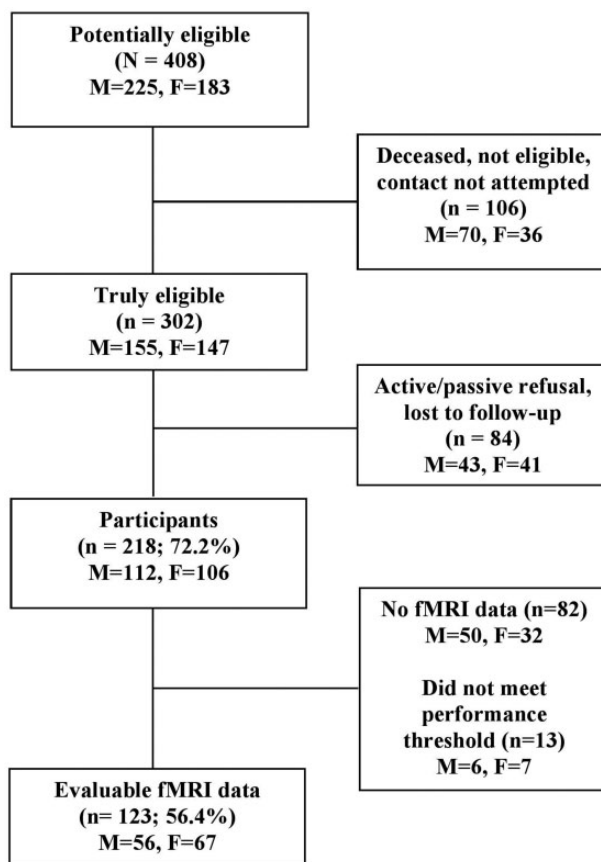 Potentially eligible
(N = 408)
M=225, F=183
Deceased, not eligible,
contact not attempted
(n = 106)
M=70, F=36
Truly eligible
(n = 302)
M=155, F=147
Active/passive refusal,
lost to follow-up
(n = 84)
M=43, F=41
Participants
(n = 218; 72.2%)
M=112, F=106
No fMRI data (n=82)
M=50, F=32
Did not meet
performance
threshold (n=13)
M=6, F=7
Evaluable fMRI data
(n= 123; 56.4%)
M=56, F=67